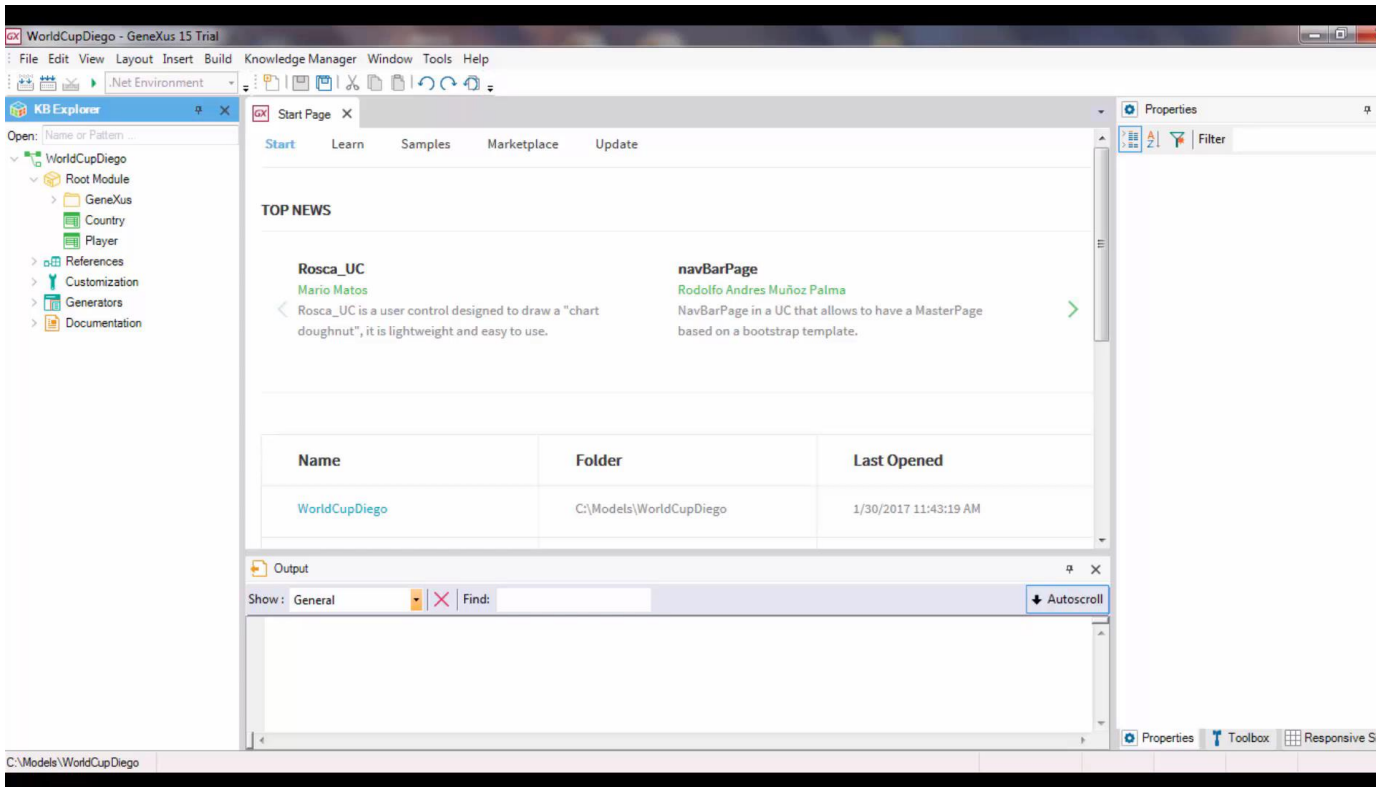 GX WorldCupDiego - GeneXus 15 Trial
File Edit View Layout Insert Build Knowledge Manager Window Tools Help
.Net Environment
KB Explorer
Open: Name or Pattern ...
WorldCupDiego
Root Module
GeneXus
Country
Player
References
Customization
Generators
Documentation
GX Start Page
Start Learn Samples Marketplace Update
TOP NEWS
Rosca_UC
Mario Matos
Rosca_UC is a user control designed to draw a "chart
doughnut", it is lightweight and easy to use.
navBarPage
Rodolfo Andres Muñoz Palma
NavBarPage in a UC that allows to have a MasterPage
based on a bootstrap template.
Name Folder Last Opened
WorldCupDiego C:\Models\WorldCupDiego 1/30/2017 11:43:19 AM
Output
Show: General Find: Autoscroll
Properties
Filter
Properties Toolbox Responsive S
C:\Models\WorldCupDiego